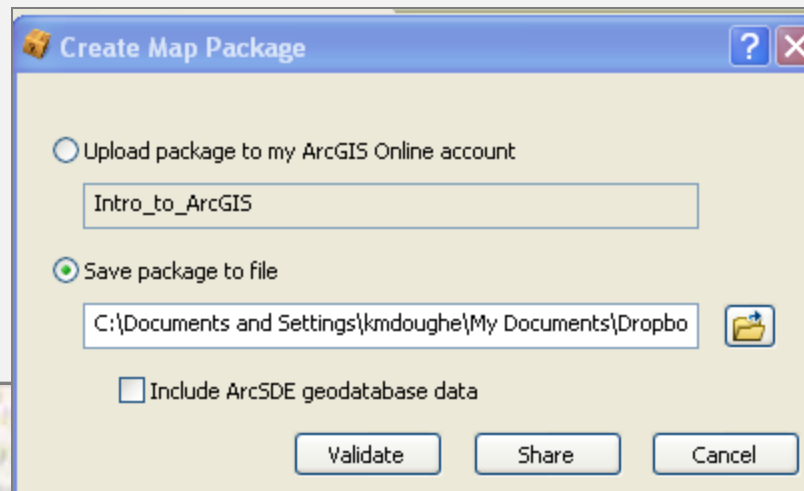 Create Map Package
?
Upload package to my ArcGIS Online account
Intro_to_ArcGIS
Save package to file
C:\Documents and Settings\kmdoughe\My Documents\Dropbo
Include ArcSDE geodatabase data
Validate Share Cancel